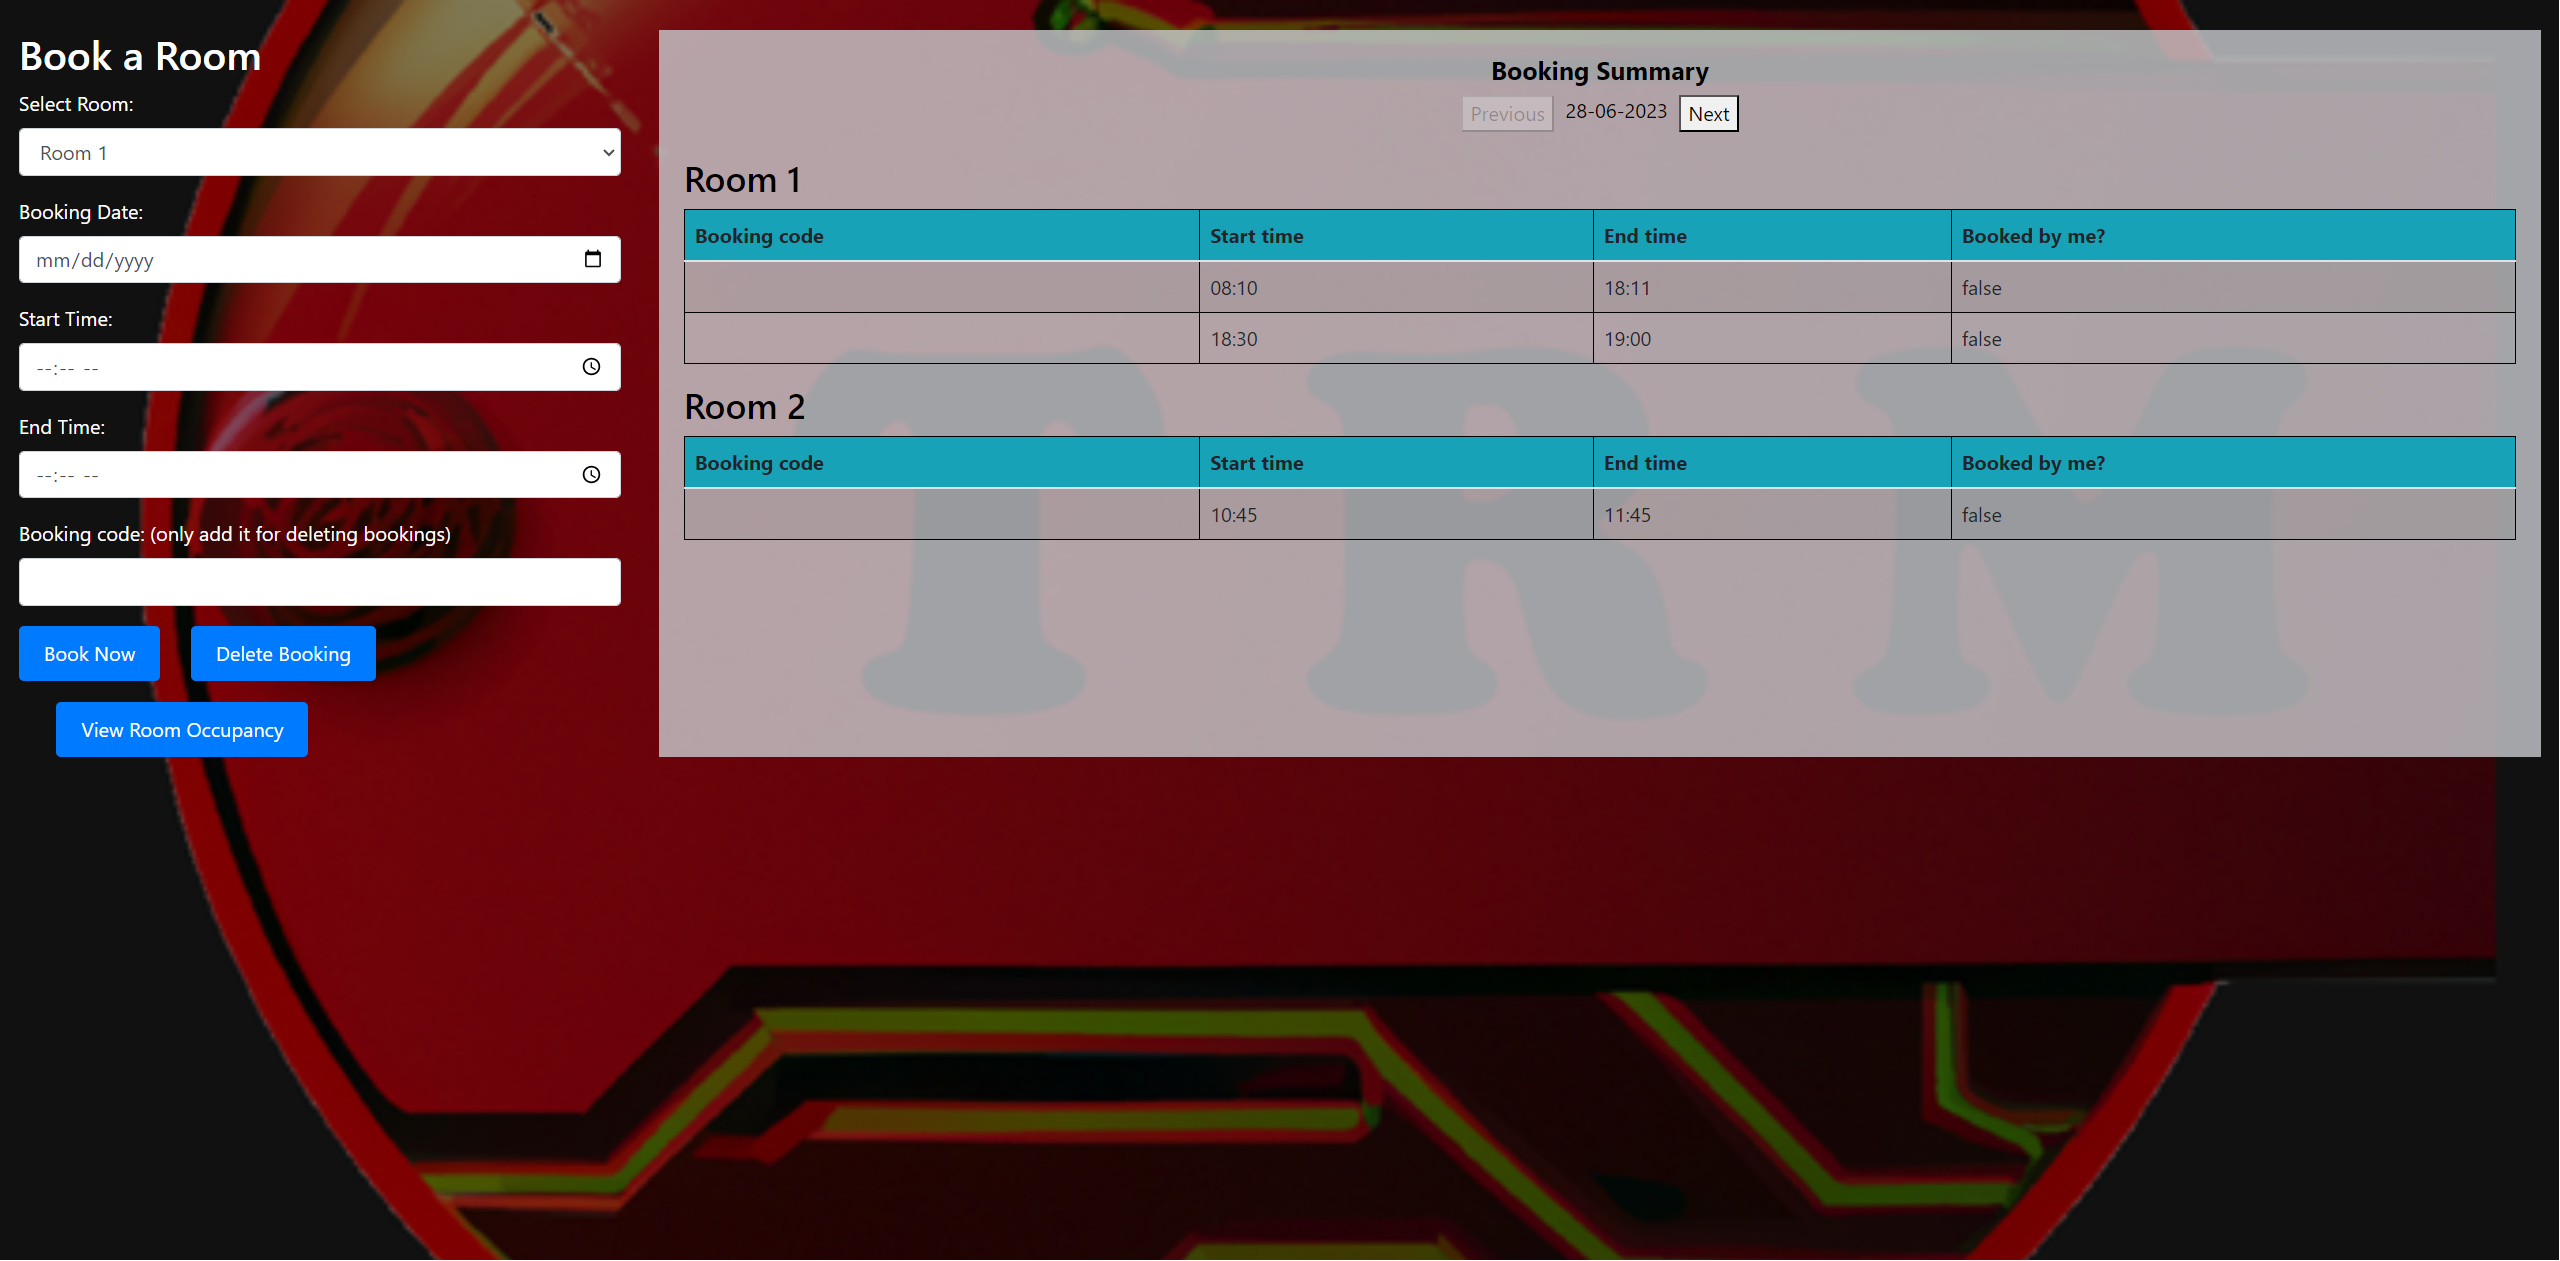 Book a Room
Select Room:
Room 1
Booking Date:
mm/dd/yyyy
Start Time:
--:-- --
End Time:
--:-- --
Booking code: (only add it for deleting bookings)
Book Now Delete Booking
View Room Occupancy
Booking Summary
Previous 28-06-2023 Next
Room 1
Booking code Start time End time Booked by me?
08:10 18:11 false
18:30 19:00 false
Room 2
Booking code Start time End time Booked by me?
10:45 11:45 false
TRM